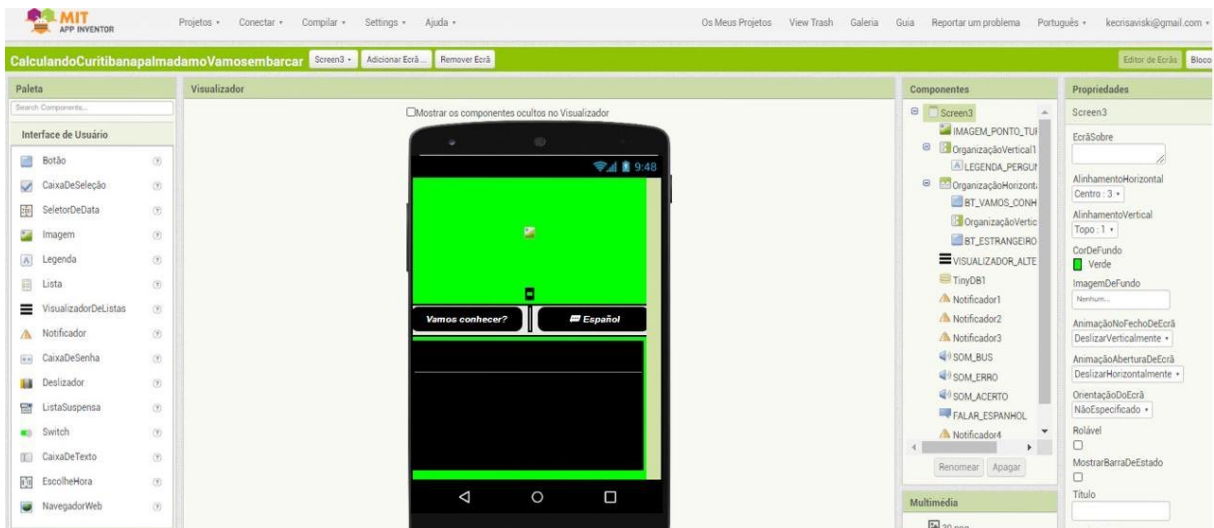 MIT
APP INVENTOR
Projetos
Conectar
Compilar
Settings
Ajuda
Os Meus Projetos
View Trash
Galeria
Guia
Reportar um problema
Português
kecrisaviski@gmail.com
CalculandoCuritibanapalmadamoVamosembarcar
Screen3
Adicionar Ecrã ...
Remover Ecrã
Editor de Ecrãs
Bloco
Paleta
Search Components...
Interface de Usuário
Botão
CaixaDeSeleção
SeletorDeData
Imagem
Legenda
Lista
VisualizadorDeListas
Notificador
CaixaDeSenha
Deslizador
ListaSuspensa
Switch
CaixaDeTexto
EscolheHora
NavegadorWeb
Visualizador
Mostrar os componentes ocultos no Visualizador
9:48
Vamos conhecer?
Español
Componentes
Screen3
IMAGEM_PONTO_TUR
OrganizaçãoVertical1
LEGENDA_PERGUN
OrganizaçãoHorizonta
BT_VAMOS_CONH
OrganizaçãoVertic
BT_ESTRANGEIRO
VISUALIZADOR_ALTE
TinyDB1
Notificador1
Notificador2
Notificador3
SOM_BUS
SOM_ERRO
SOM_ACERTO
FALAR_ESPANHOL
Notificador4
Renomear
Apagar
Multimédia
Propriedades
Screen3
EcrãSobre
AlinhamentoHorizontal
Centro : 3
AlinhamentoVertical
Topo : 1
CorDeFundo
Verde
ImagemDeFundo
Nenhum...
AnimaçãoNoFechoDeEcrã
DeslizarVerticalmente
AnimaçãoAberturaDeEcrã
DeslizarHorizontalmente
OrientaçãoDoEcrã
NãoEspecificado
Rolável
MostrarBarraDeEstado
Título